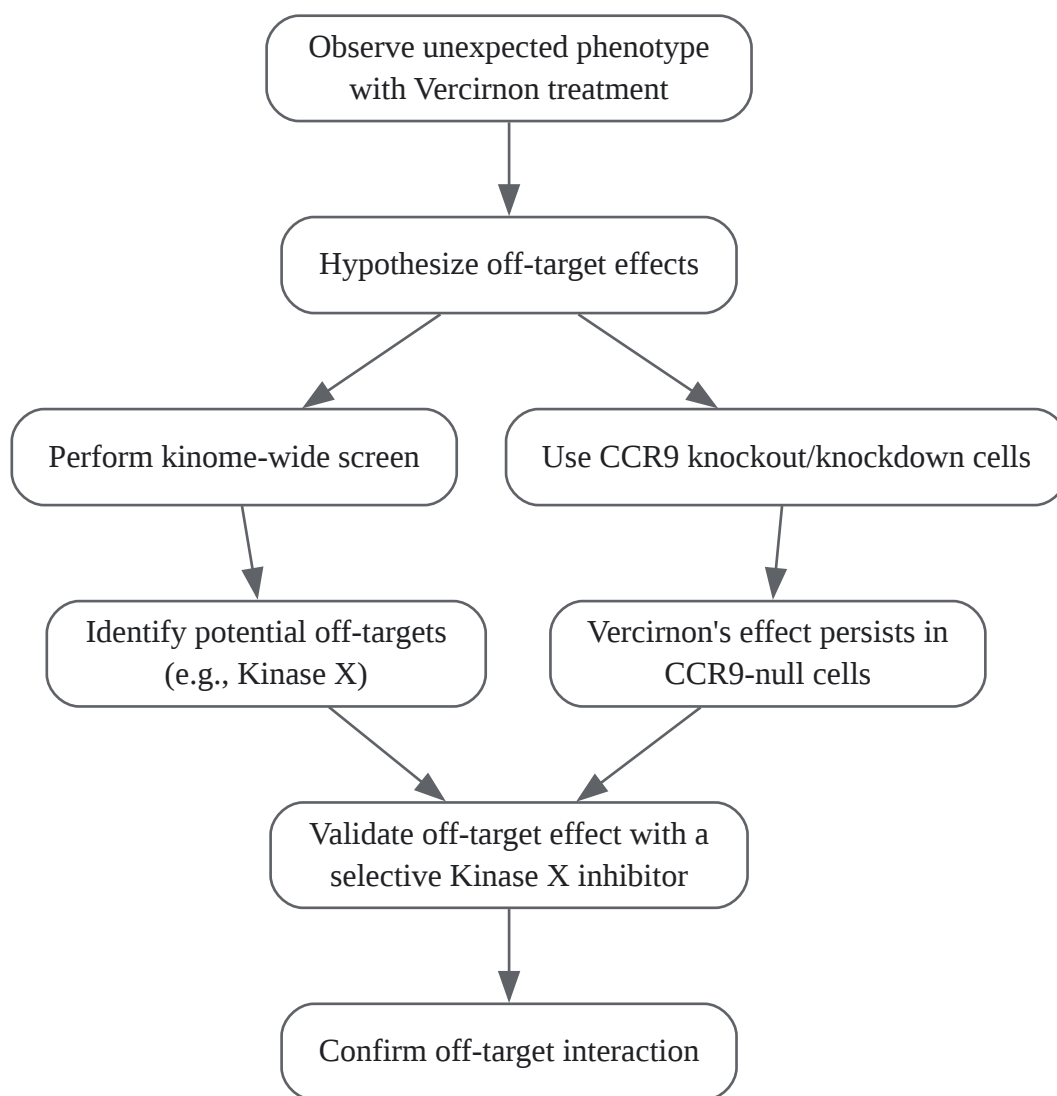 Observe unexpected phenotype
with Vercirnon treatment
Hypothesize off-target effects
Perform kinome-wide screen
Use CCR9 knockout/knockdown cells
Identify potential off-targets
(e.g., Kinase X)
Vercirnon's effect persists in
CCR9-null cells
Validate off-target effect with a
selective Kinase X inhibitor
Confirm off-target interaction